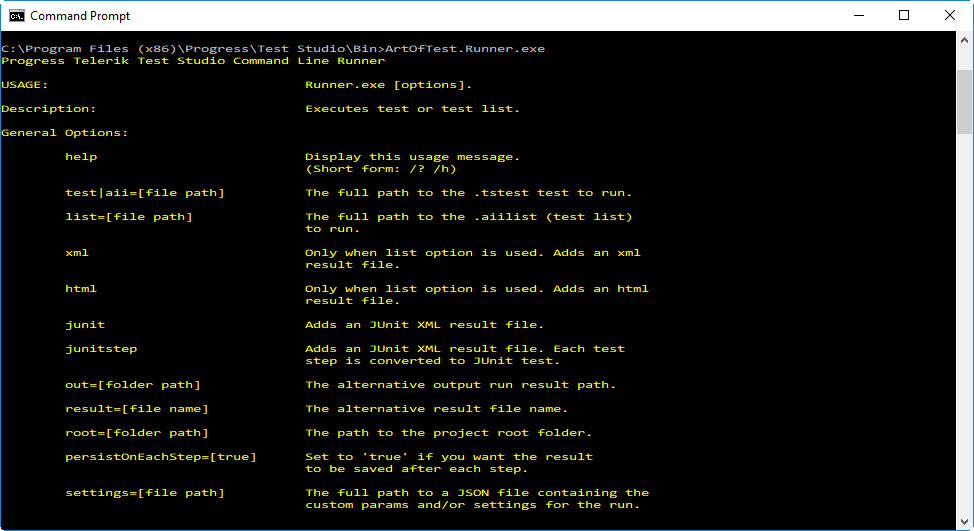 Command Prompt
C:\Program Files (x86)\Progress\Test Studio\Bin>ArtOfTest.Runner.exe
Progress Telerik Test Studio Command Line Runner
USAGE: Runner.exe [options].
Description: Executes test or test list.
General Options:
help Display this usage message.
(Short form: /? /h)
test|aii=[file path] The full path to the .tstest test to run.
list=[file path] The full path to the .aiilist (test list)
to run.
xml Only when list option is used. Adds an xml
result file.
html Only when list option is used. Adds an html
result file.
junit Adds an JUnit XML result file.
junitstep Adds an JUnit XML result file. Each test
step is converted to JUnit test.
out=[folder path] The alternative output run result path.
result=[file name] The alternative result file name.
root=[folder path] The path to the project root folder.
persistOnEachStep=[true] Set to 'true' if you want the result
to be saved after each step.
settings=[file path] The full path to a JSON file containing the
custom params and/or settings for the run.